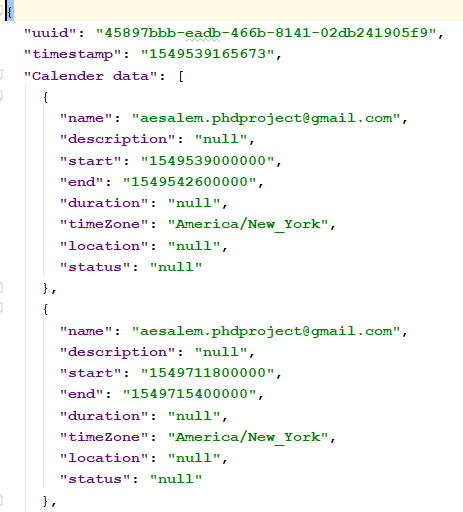 {
"uuid": "45897bbb-eadb-466b-8141-02db241905f9",
"timestamp": "1549539165673",
"Calender data": [
{
"name": "aesalem.phdproject@gmail.com",
"description": "null",
"start": "1549539000000",
"end": "1549542600000",
"duration": "null",
"timeZone": "America/New_York",
"location": "null",
"status": "null"
},
{
"name": "aesalem.phdproject@gmail.com",
"description": "null",
"start": "1549711800000",
"end": "1549715400000",
"duration": "null",
"timeZone": "America/New_York",
"location": "null",
"status": "null"
},